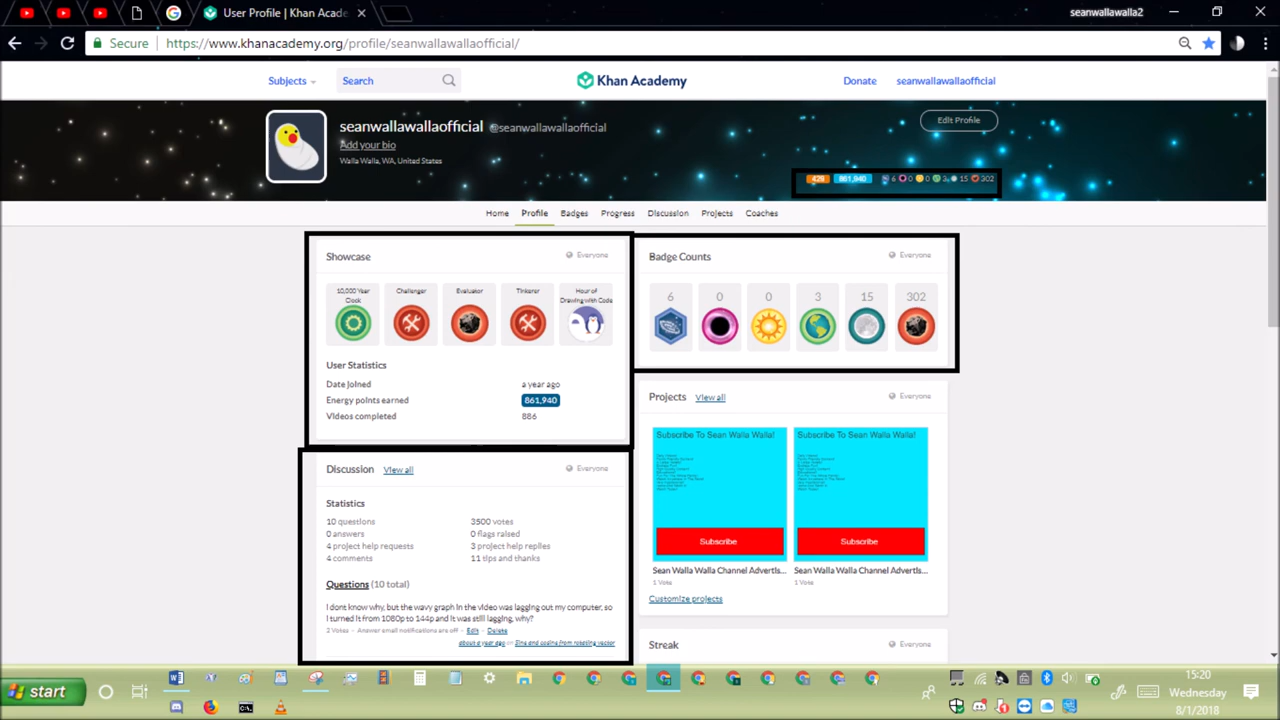 User Profile | Khan Acade
seanwallawalla2
Secure
https://www.khanacademy.org/profile/seanwallawallaofficial/
Subjects
Search
Khan Academy
Donate
seanwallawallaofficial
seanwallawallaofficial @seanwallawallaofficial
Edit Profile
Add your bio
Walla Walla, WA, United States
429 861,940 6 0 0 3 15 302
Home Profile Badges Progress Discussion Projects Coaches
Showcase Everyone
10,000 Year Clock
Challenger
Evaluator
Tinkerer
Hour of Drawing with Code
User Statistics
Date Joined a year ago
Energy points earned 861,940
Videos completed 886
Badge Counts Everyone
6 0 0 3 15 302
Projects View all Everyone
Subscribe To Sean Walla Walla!
Subscribe
Sean Walla Walla Channel Advertis...
1 Vote
Subscribe To Sean Walla Walla!
Subscribe
Sean Walla Walla Channel Advertis...
1 Vote
Customize projects
Streak Everyone
Discussion View all Everyone
Statistics
10 questions 3500 votes
0 answers 0 flags raised
4 project help requests 3 project help replies
4 comments 11 tips and thanks
Questions (10 total)
I dont know why, but the wavy graph in the video was lagging out my computer, so
I turned it from 1080p to 144p and it was still lagging, why?
2 Votes · Answer email notifications are off · Edit · Delete
about a year ago on Sine and cosine from rotating vector
start
15:20
Wednesday
8/1/2018